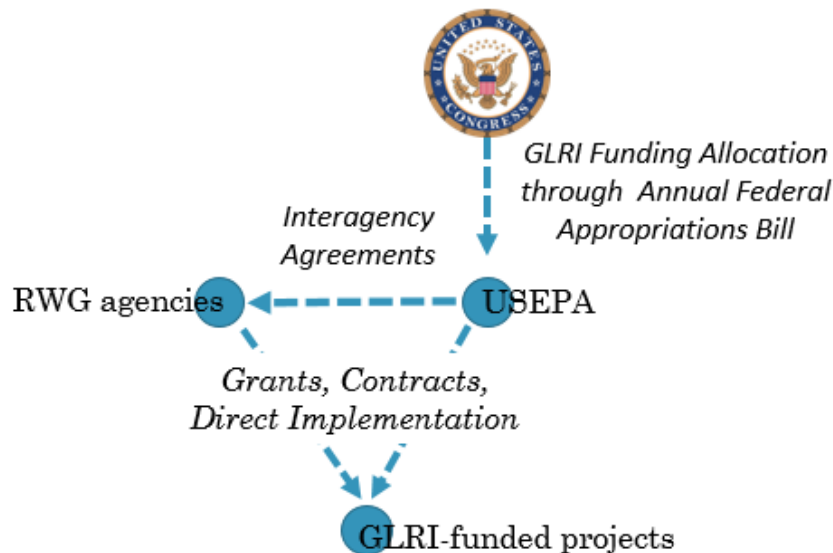 UNITED STATES
CONGRESS
GLRI Funding Allocation
through Annual Federal
Appropriations Bill
Interagency
Agreements
RWG agencies
USEPA
Grants, Contracts,
Direct Implementation
GLRI-funded projects